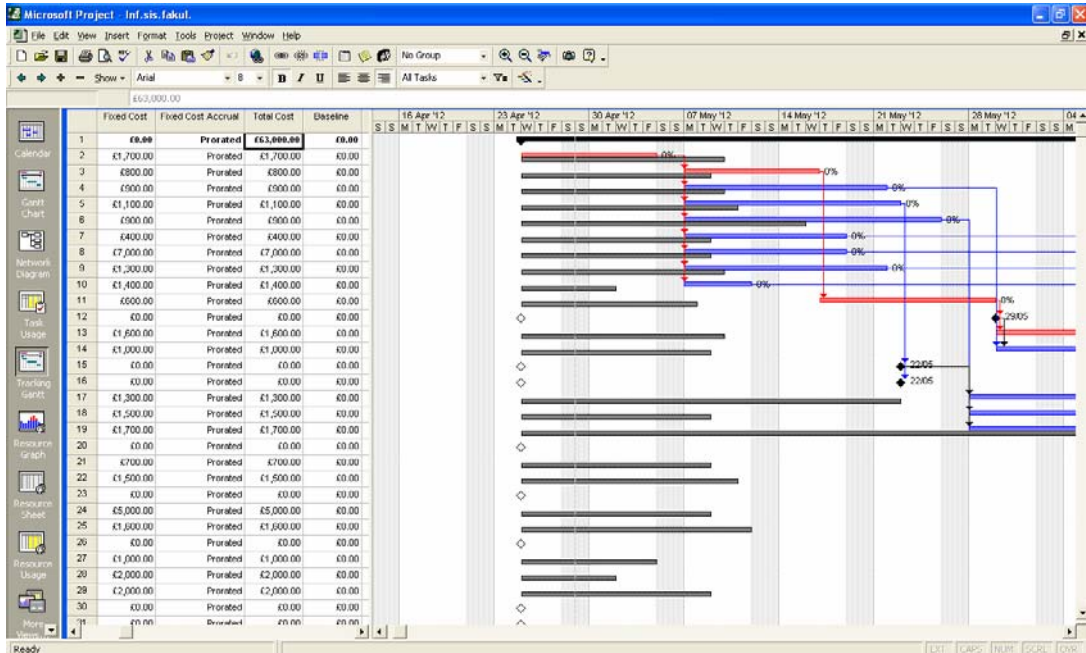 Microsoft Project - Inf.sis.fakul.
File Edit View Insert Format Tools Project Window Help
No Group
Show Arial 8 B I U All Tasks
£63,000.00
Fixed Cost Fixed Cost Accrual Total Cost Baseline 16 Apr '12 23 Apr '12 30 Apr '12 07 May '12 14 May '12 21 May '12 28 May '12 04
S S M T W T F S S M T W T F S S M T W T F S S M T W T F S S M T W T F S S M T W T F S S M T W T F S S M
1 £0.00 Prorated £63,000.00 £0.00
2 £1,700.00 Prorated £1,700.00 £0.00 0%
3 £800.00 Prorated £800.00 £0.00 0%
4 £900.00 Prorated £900.00 £0.00 0%
5 £1,100.00 Prorated £1,100.00 £0.00 0%
6 £900.00 Prorated £900.00 £0.00 0%
7 £400.00 Prorated £400.00 £0.00 0%
8 £7,000.00 Prorated £7,000.00 £0.00 0%
9 £1,300.00 Prorated £1,300.00 £0.00 0%
10 £1,400.00 Prorated £1,400.00 £0.00 0%
11 £600.00 Prorated £600.00 £0.00 0%
12 £0.00 Prorated £0.00 £0.00 29/05
13 £1,600.00 Prorated £1,600.00 £0.00
14 £1,000.00 Prorated £1,000.00 £0.00
15 £0.00 Prorated £0.00 £0.00 22/05
16 £0.00 Prorated £0.00 £0.00 22/05
17 £1,300.00 Prorated £1,300.00 £0.00
18 £1,500.00 Prorated £1,500.00 £0.00
19 £1,700.00 Prorated £1,700.00 £0.00
20 £0.00 Prorated £0.00 £0.00
21 £700.00 Prorated £700.00 £0.00
22 £1,500.00 Prorated £1,500.00 £0.00
23 £0.00 Prorated £0.00 £0.00
24 £5,000.00 Prorated £5,000.00 £0.00
25 £1,600.00 Prorated £1,600.00 £0.00
26 £0.00 Prorated £0.00 £0.00
27 £1,000.00 Prorated £1,000.00 £0.00
28 £2,000.00 Prorated £2,000.00 £0.00
29 £2,000.00 Prorated £2,000.00 £0.00
30 £0.00 Prorated £0.00 £0.00
31 £0.00 Prorated £0.00 £0.00
Calendar
Gantt
Chart
Network
Diagram
Task
Usage
Tracking
Gantt
Resource
Graph
Resource
Sheet
Resource
Usage
More
Views...
Ready EXT CAPS NUM SCRL OVR